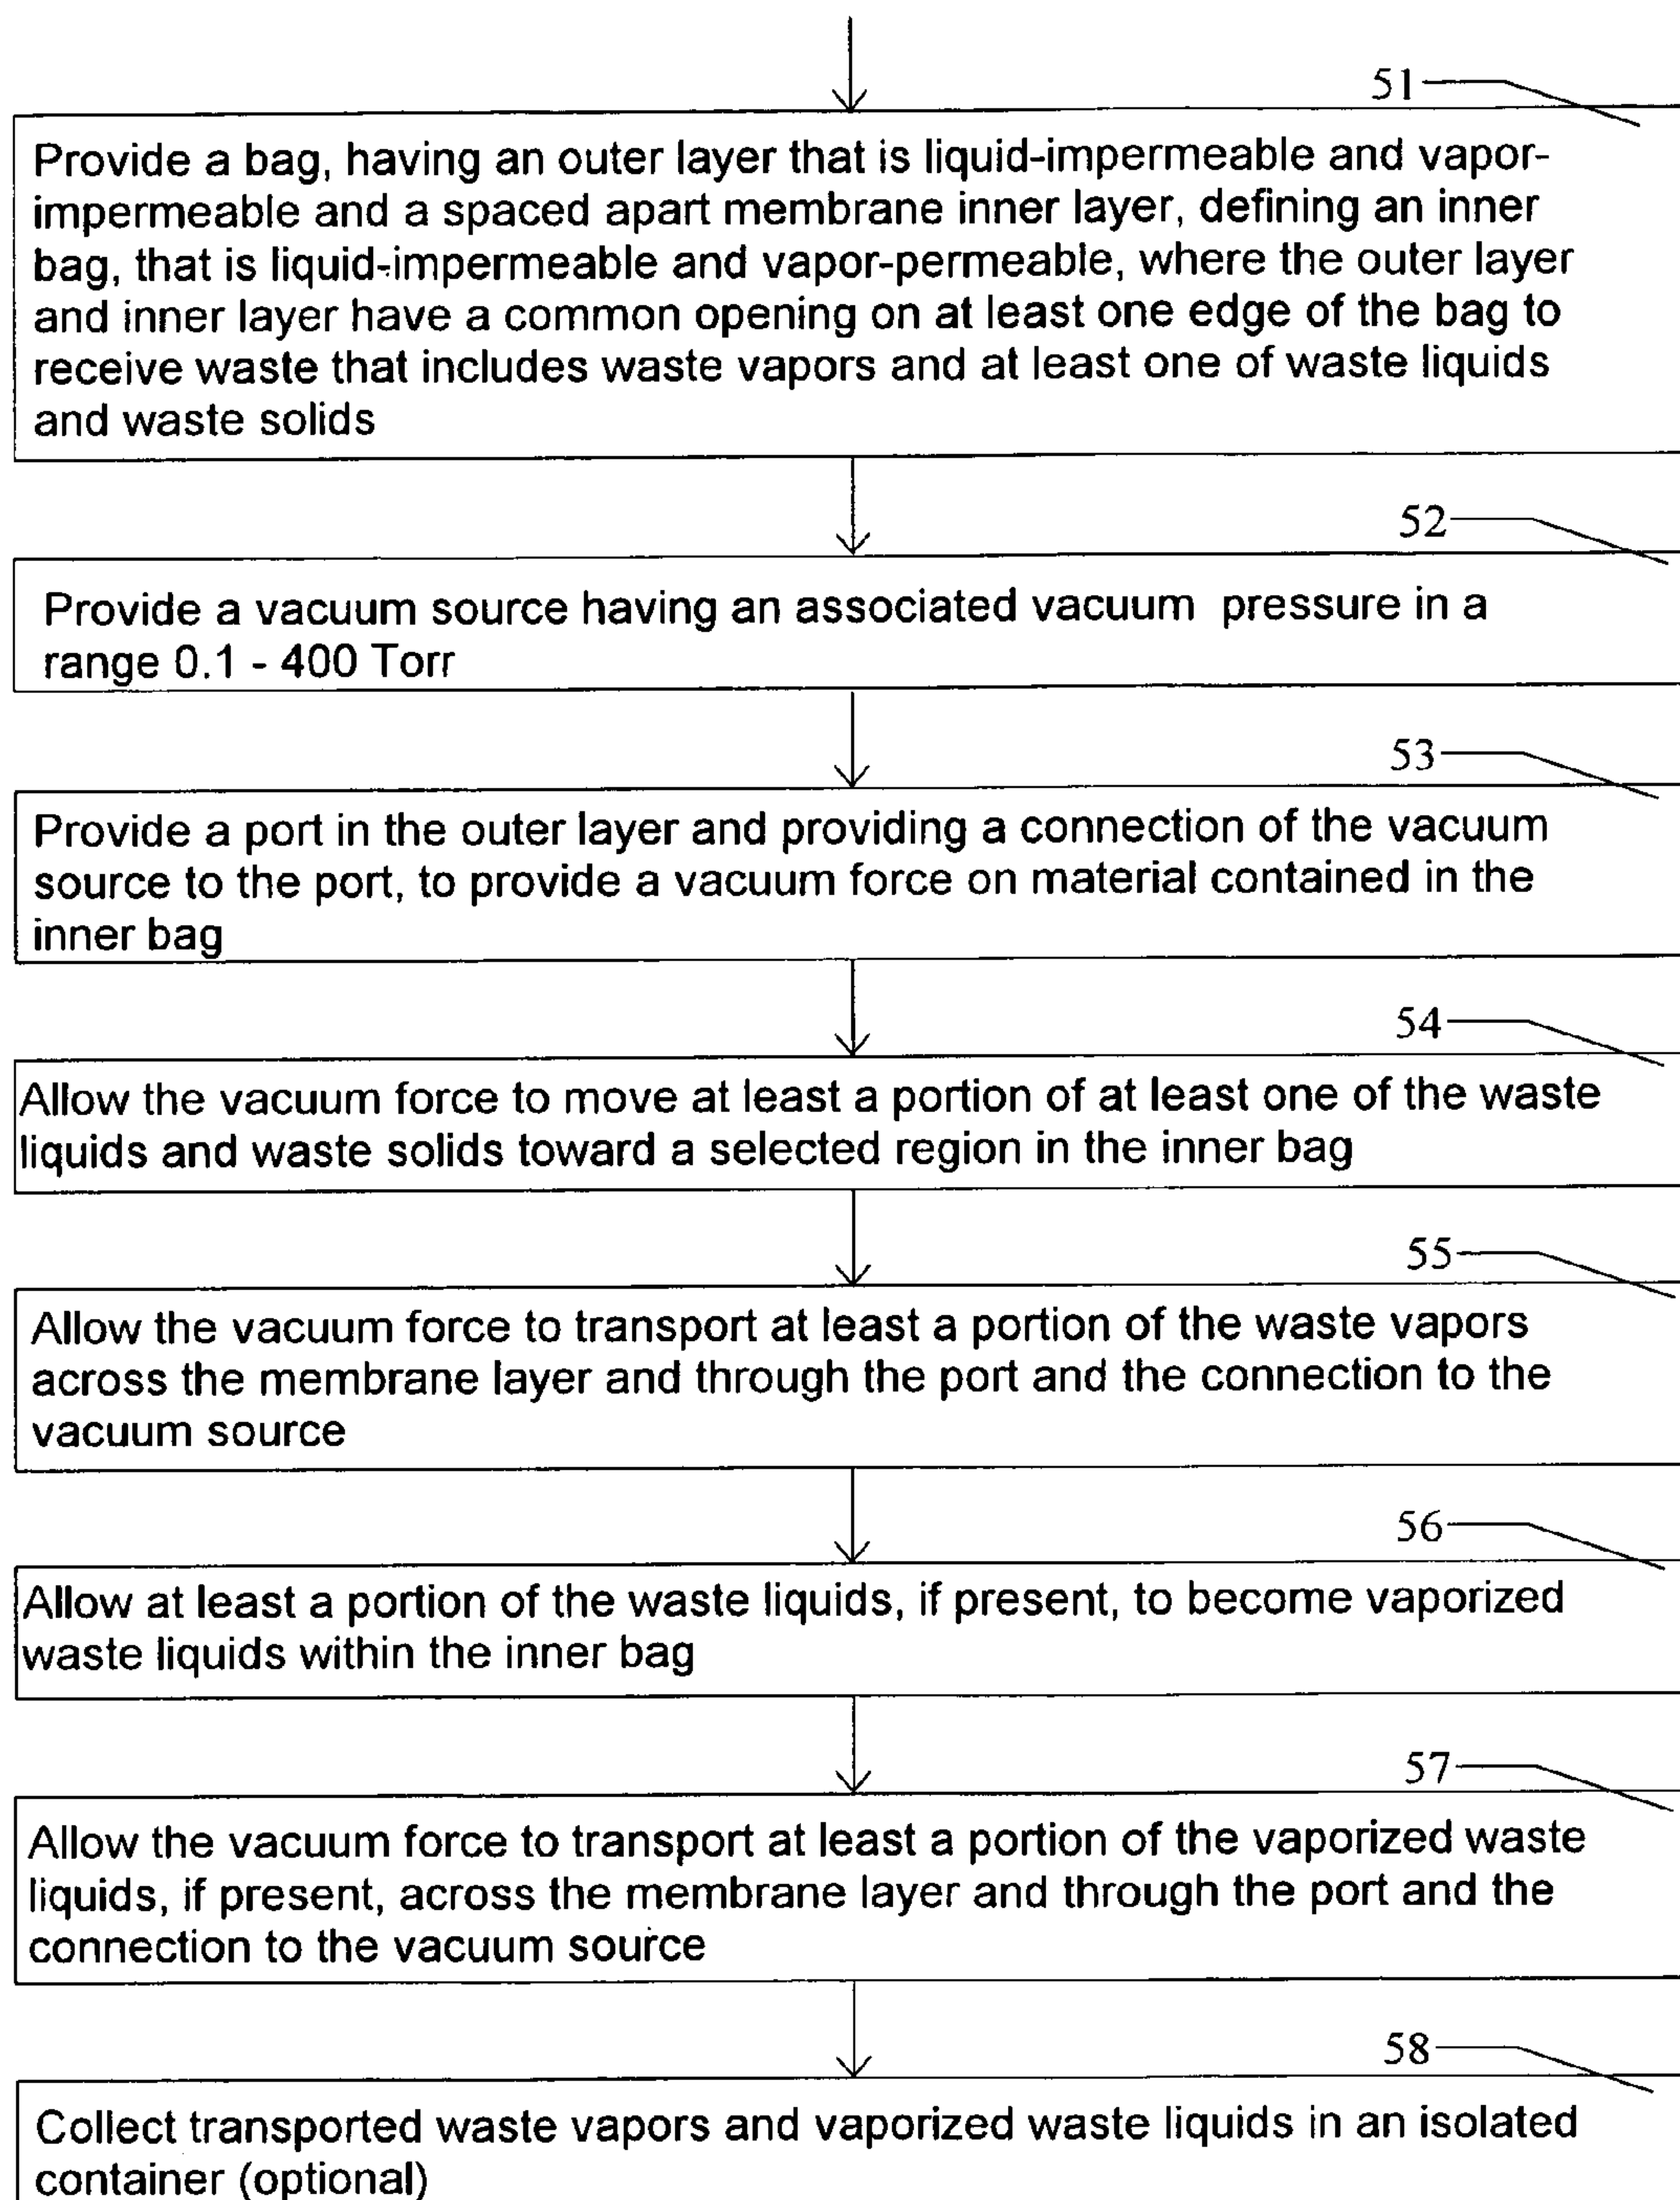 51
Provide a bag, having an outer layer that is liquid-impermeable and vapor-
impermeable and a spaced apart membrane inner layer, defining an inner
bag, that is liquid-impermeable and vapor-permeable, where the outer layer
and inner layer have a common opening on at least one edge of the bag to
receive waste that includes waste vapors and at least one of waste liquids
and waste solids
52
Provide a vacuum source having an associated vacuum pressure in a
range 0.1 - 400 Torr
53
Provide a port in the outer layer and providing a connection of the vacuum
source to the port, to provide a vacuum force on material contained in the
inner bag
54
Allow the vacuum force to move at least a portion of at least one of the waste
liquids and waste solids toward a selected region in the inner bag
55
Allow the vacuum force to transport at least a portion of the waste vapors
across the membrane layer and through the port and the connection to the
vacuum source
56
Allow at least a portion of the waste liquids, if present, to become vaporized
waste liquids within the inner bag
57
Allow the vacuum force to transport at least a portion of the vaporized waste
liquids, if present, across the membrane layer and through the port and the
connection to the vacuum source
58
Collect transported waste vapors and vaporized waste liquids in an isolated
container (optional)